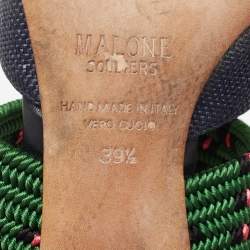 MALONE
SOULIERS
HAND MADE IN ITALY
VERO CUOIO
39½